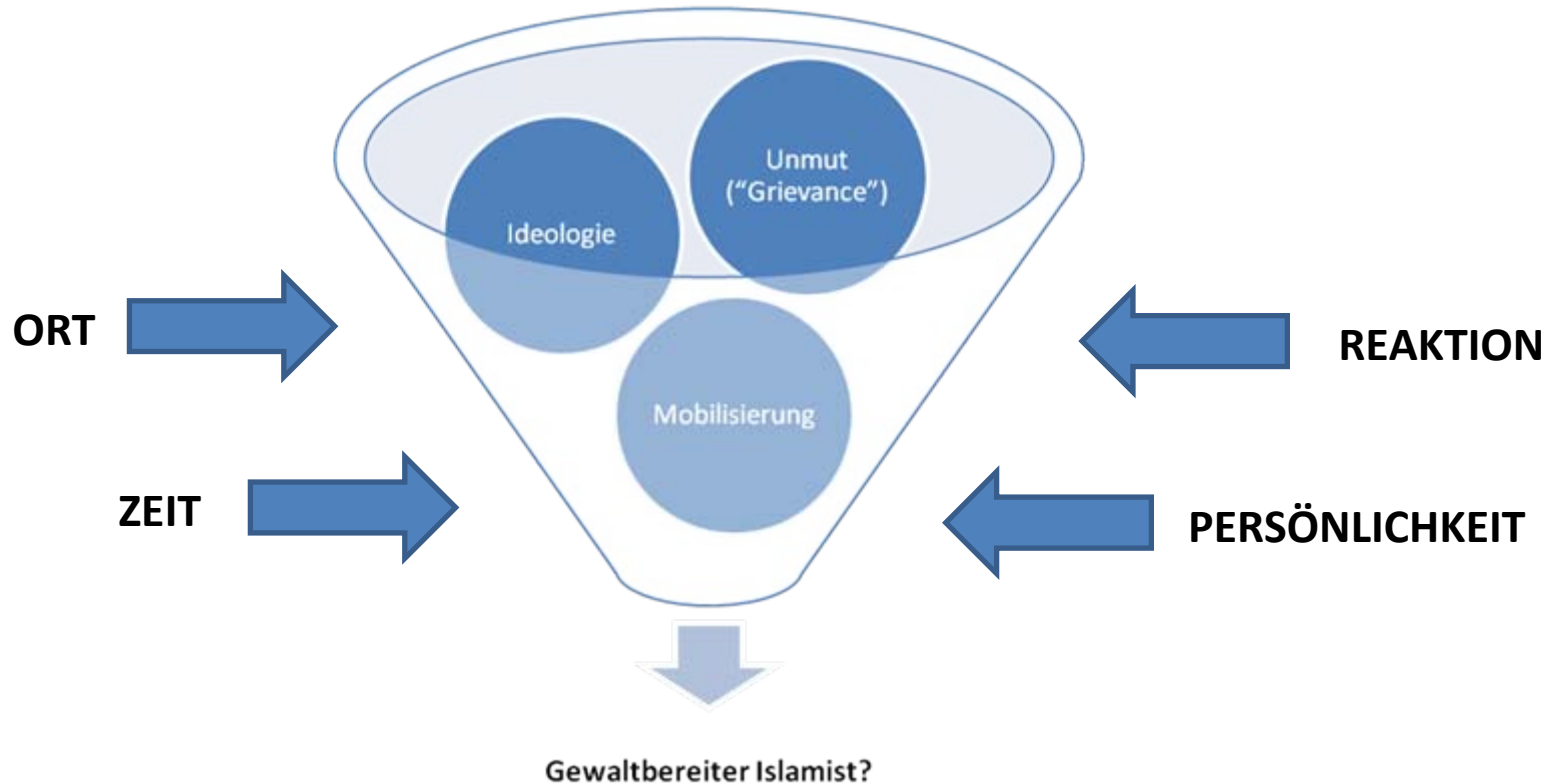 Unmut
("Grievance")
Ideologie
ORT
REAKTION
Mobilisierung
ZEIT
PERSÖNLICHKEIT
Gewaltbereiter Islamist?